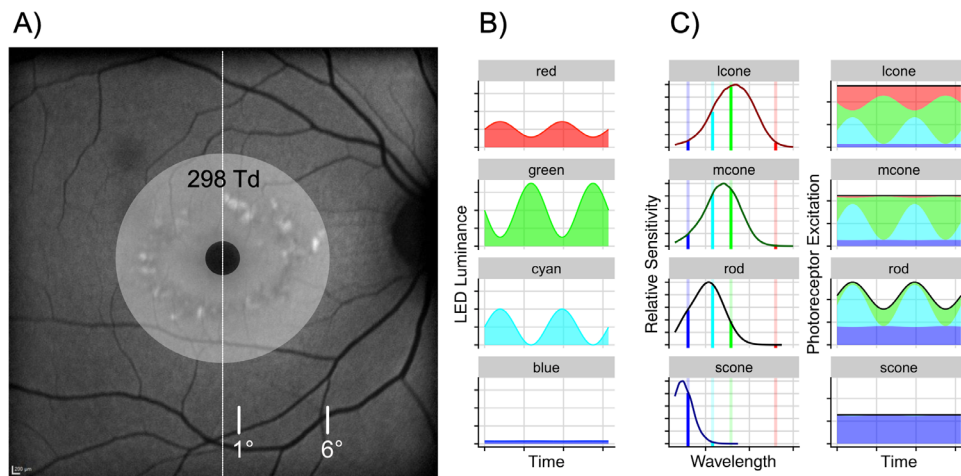 A)
B)
C)
298 Td
1°
6°
200 µm
LED Luminance
red
green
cyan
blue
Time
Relative Sensitivity
lcone
mcone
rod
scone
Wavelength
Photoreceptor Excitation
lcone
mcone
rod
scone
Time